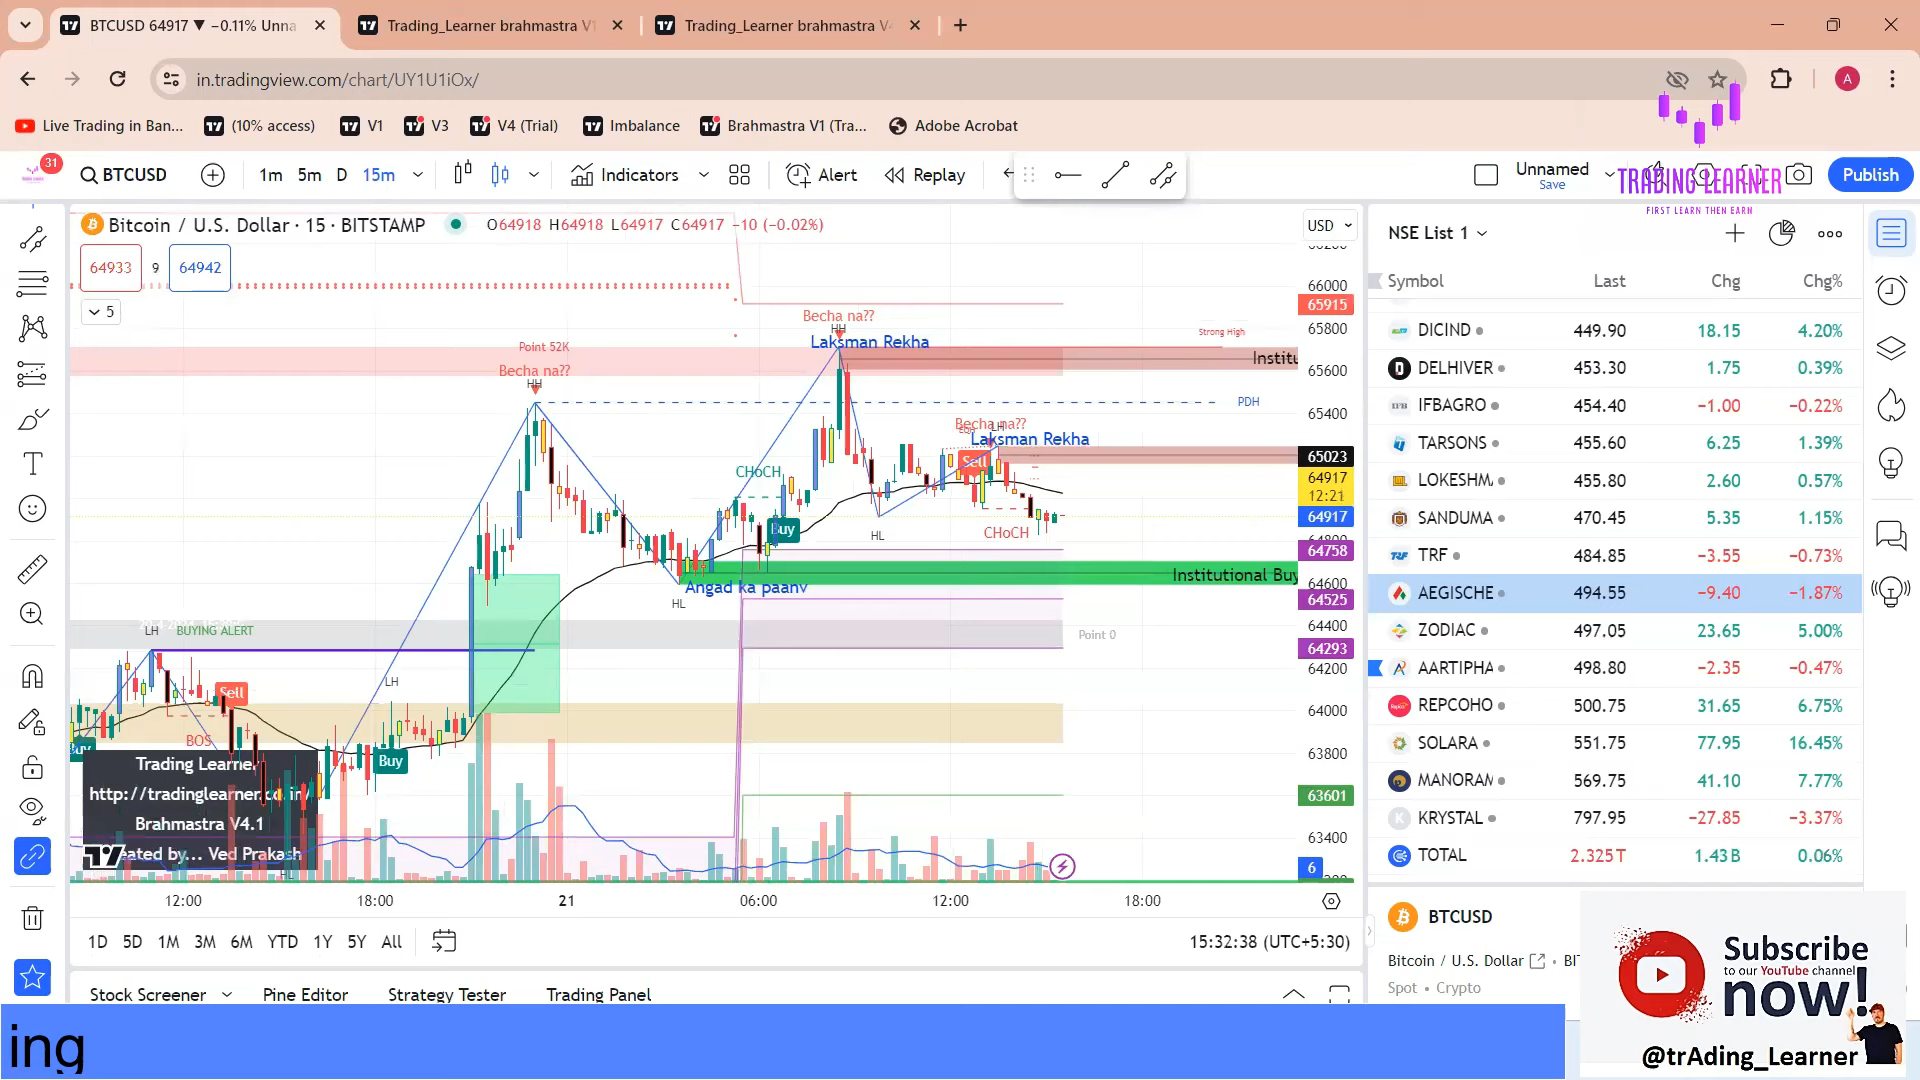 BTCUSD 64917 ▼ −0.11% Unna
Trading_Learner brahmastra V
Trading_Learner brahmastra V
in.tradingview.com/chart/UY1U1iOx/
A
Live Trading in Ban...
(10% access)
V1
V3
V4 (Trial)
Imbalance
Brahmastra V1 (Tra...
Adobe Acrobat
31
BTCUSD
1m 5m D 15m
Indicators
Alert
Replay
Unnamed
Save
Publish
TRADING LEARNER
FIRST LEARN THEN EARN
Bitcoin / U.S. Dollar · 15 · BITSTAMP
O64918 H64918 L64917 C64917 −10 (−0.02%)
USD
64933 9 64942
5
66000
65915
65800
65600
65400
65023
64917
12:21
64917
64758
64600
64525
64400
64293
64200
64000
63800
63601
63400
6
Point 52K
Becha na??
HH
Becha na??
HH
Laksman Rekha
Strong High
Institu
PDH
Becha na??
LH
Laksman Rekha
Sell
CHoCH
Buy
HL
CHoCH
Institutional Buy
Angad ka paanv
HL
LH
BUYING ALERT
Point 0
LH
Sell
BOS
Buy
Buy
Trading Learner
http://tradinglearner.co.in/
Brahmastra V4.1
eated by... Ved Prakash
HL
12:00 18:00 21 06:00 12:00 18:00
1D 5D 1M 3M 6M YTD 1Y 5Y All
15:32:38 (UTC+5:30)
Stock Screener
Pine Editor
Strategy Tester
Trading Panel
NSE List 1
Symbol Last Chg Chg%
DICIND 449.90 18.15 4.20%
DELHIVER 453.30 1.75 0.39%
IFBAGRO 454.40 −1.00 −0.22%
TARSONS 455.60 6.25 1.39%
LOKESHM 455.80 2.60 0.57%
SANDUMA 470.45 5.35 1.15%
TRF 484.85 −3.55 −0.73%
AEGISCHE 494.55 −9.40 −1.87%
ZODIAC 497.05 23.65 5.00%
AARTIPHA 498.80 −2.35 −0.47%
REPCOHO 500.75 31.65 6.75%
SOLARA 551.75 77.95 16.45%
MANORAM 569.75 41.10 7.77%
KRYSTAL 797.95 −27.85 −3.37%
TOTAL 2.325T 1.43B 0.06%
BTCUSD
Bitcoin / U.S. Dollar
Spot • Crypto
Subscribe
to our YouTube channel
now!
@trAding_Learner
ing